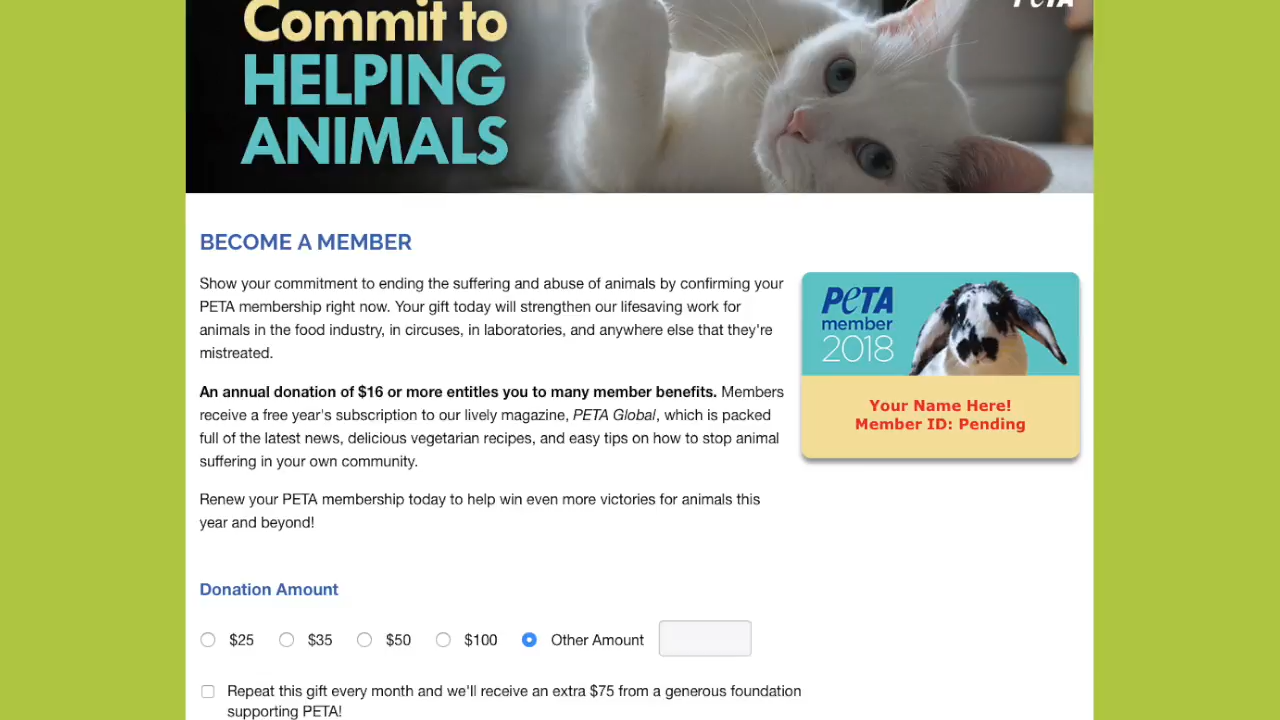 Commit to
HELPING
ANIMALS
PETA
BECOME A MEMBER
Show your commitment to ending the suffering and abuse of animals by confirming your
PETA membership right now. Your gift today will strengthen our lifesaving work for
animals in the food industry, in circuses, in laboratories, and anywhere else that they're
mistreated.
An annual donation of $16 or more entitles you to many member benefits. Members
receive a free year's subscription to our lively magazine, PETA Global, which is packed
full of the latest news, delicious vegetarian recipes, and easy tips on how to stop animal
suffering in your own community.
Renew your PETA membership today to help win even more victories for animals this
year and beyond!
PETA
member
2018
Your Name Here!
Member ID: Pending
Donation Amount
$25 $35 $50 $100 Other Amount
Repeat this gift every month and we'll receive an extra $75 from a generous foundation
supporting PETA!